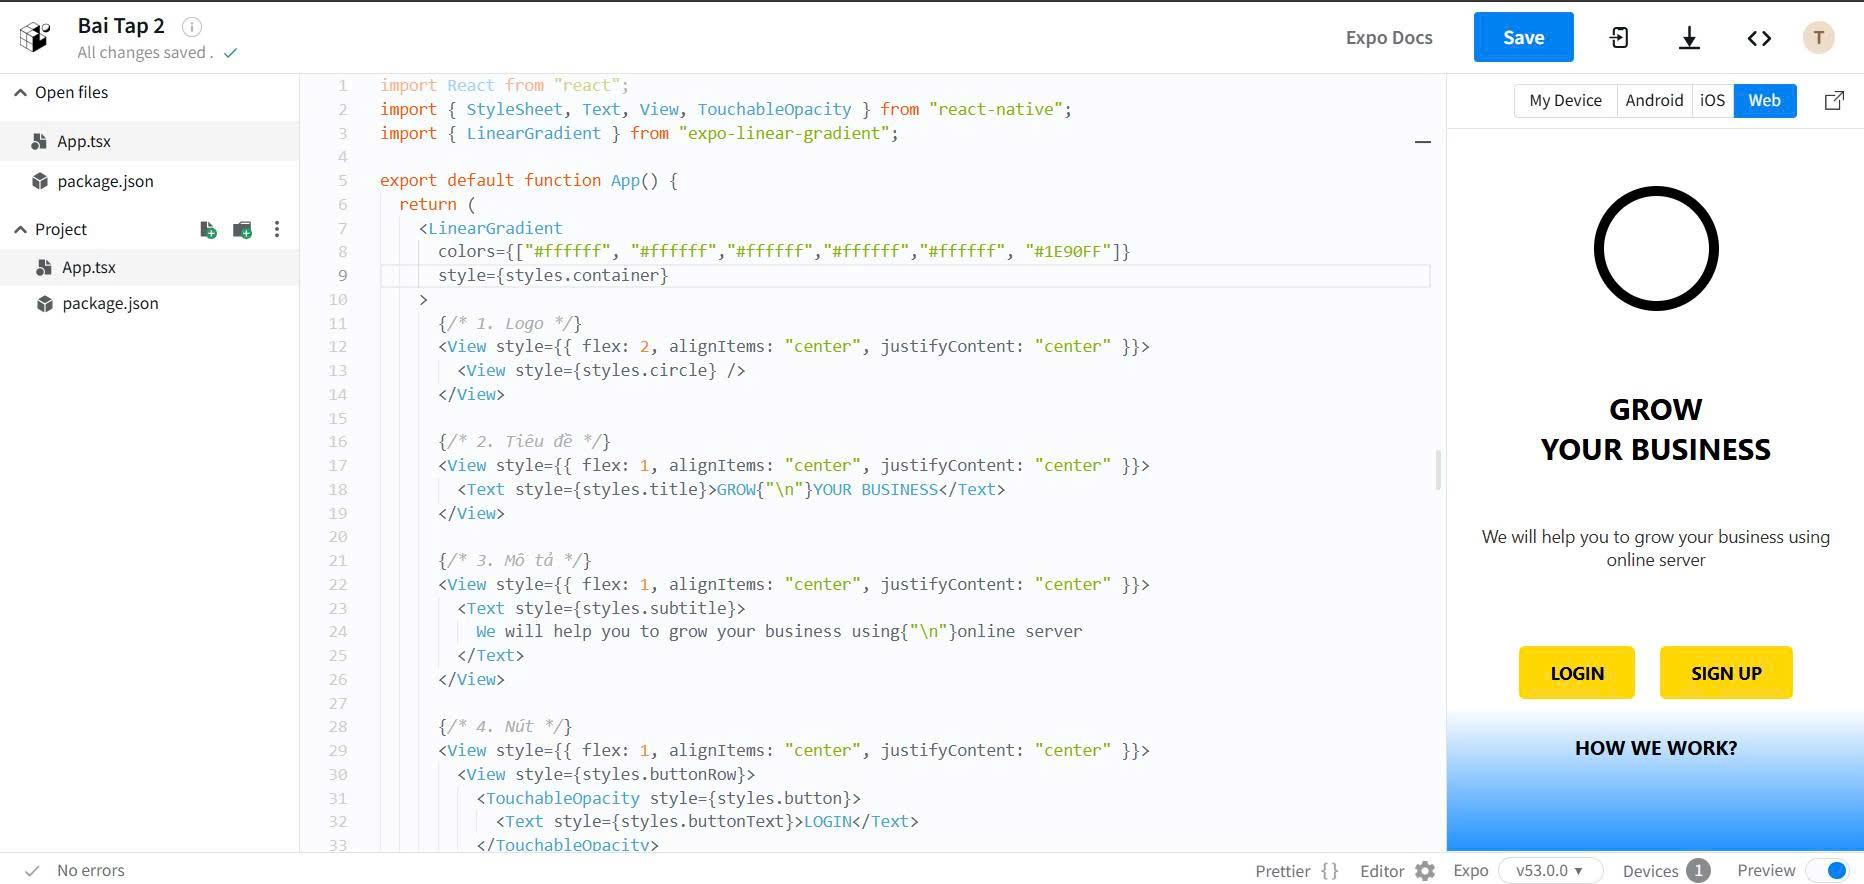 Bai Tap 2
All changes saved .
Expo Docs
Save
T
Open files
App.tsx
package.json
Project
App.tsx
package.json
1 import React from "react";
2 import { StyleSheet, Text, View, TouchableOpacity } from "react-native";
3 import { LinearGradient } from "expo-linear-gradient";
4
5 export default function App() {
6 return (
7 <LinearGradient
8 colors={["#ffffff", "#ffffff","#ffffff","#ffffff","#ffffff", "#1E90FF"]}
9 style={styles.container}
10 >
11 {/* 1. Logo */}
12 <View style={{ flex: 2, alignItems: "center", justifyContent: "center" }}>
13 <View style={styles.circle} />
14 </View>
15
16 {/* 2. Tiêu đề */}
17 <View style={{ flex: 1, alignItems: "center", justifyContent: "center" }}>
18 <Text style={styles.title}>GROW{"\n"}YOUR BUSINESS</Text>
19 </View>
20
21 {/* 3. Mô tả */}
22 <View style={{ flex: 1, alignItems: "center", justifyContent: "center" }}>
23 <Text style={styles.subtitle}>
24 We will help you to grow your business using{"\n"}online server
25 </Text>
26 </View>
27
28 {/* 4. Nút */}
29 <View style={{ flex: 1, alignItems: "center", justifyContent: "center" }}>
30 <View style={styles.buttonRow}>
31 <TouchableOpacity style={styles.button}>
32 <Text style={styles.buttonText}>LOGIN</Text>
33 </TouchableOpacity>
My Device Android iOS Web
GROW
YOUR BUSINESS
We will help you to grow your business using
online server
LOGIN SIGN UP
HOW WE WORK?
No errors
Prettier {} Editor Expo v53.0.0 Devices 1 Preview